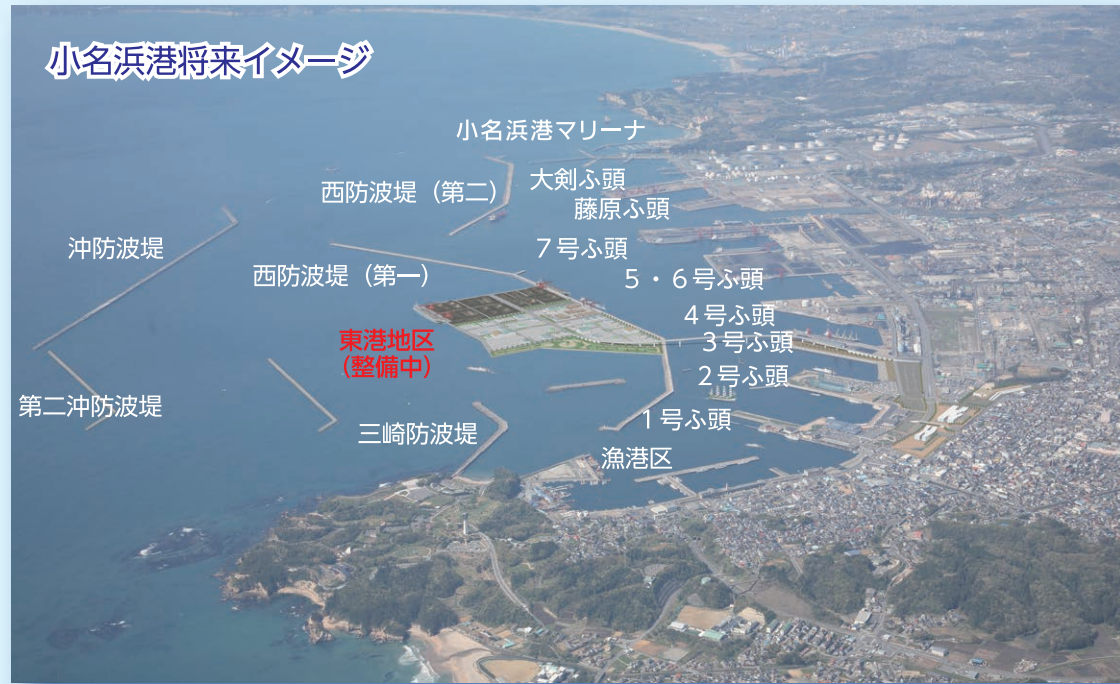 小名浜港将来イメージ
小名浜港マリーナ
西防波堤（第二）
大剣ふ頭
藤原ふ頭
沖防波堤
7号ふ頭
西防波堤（第一）
5・6号ふ頭
4号ふ頭
東港地区
（整備中）
3号ふ頭
2号ふ頭
第二沖防波堤
1号ふ頭
三崎防波堤
漁港区